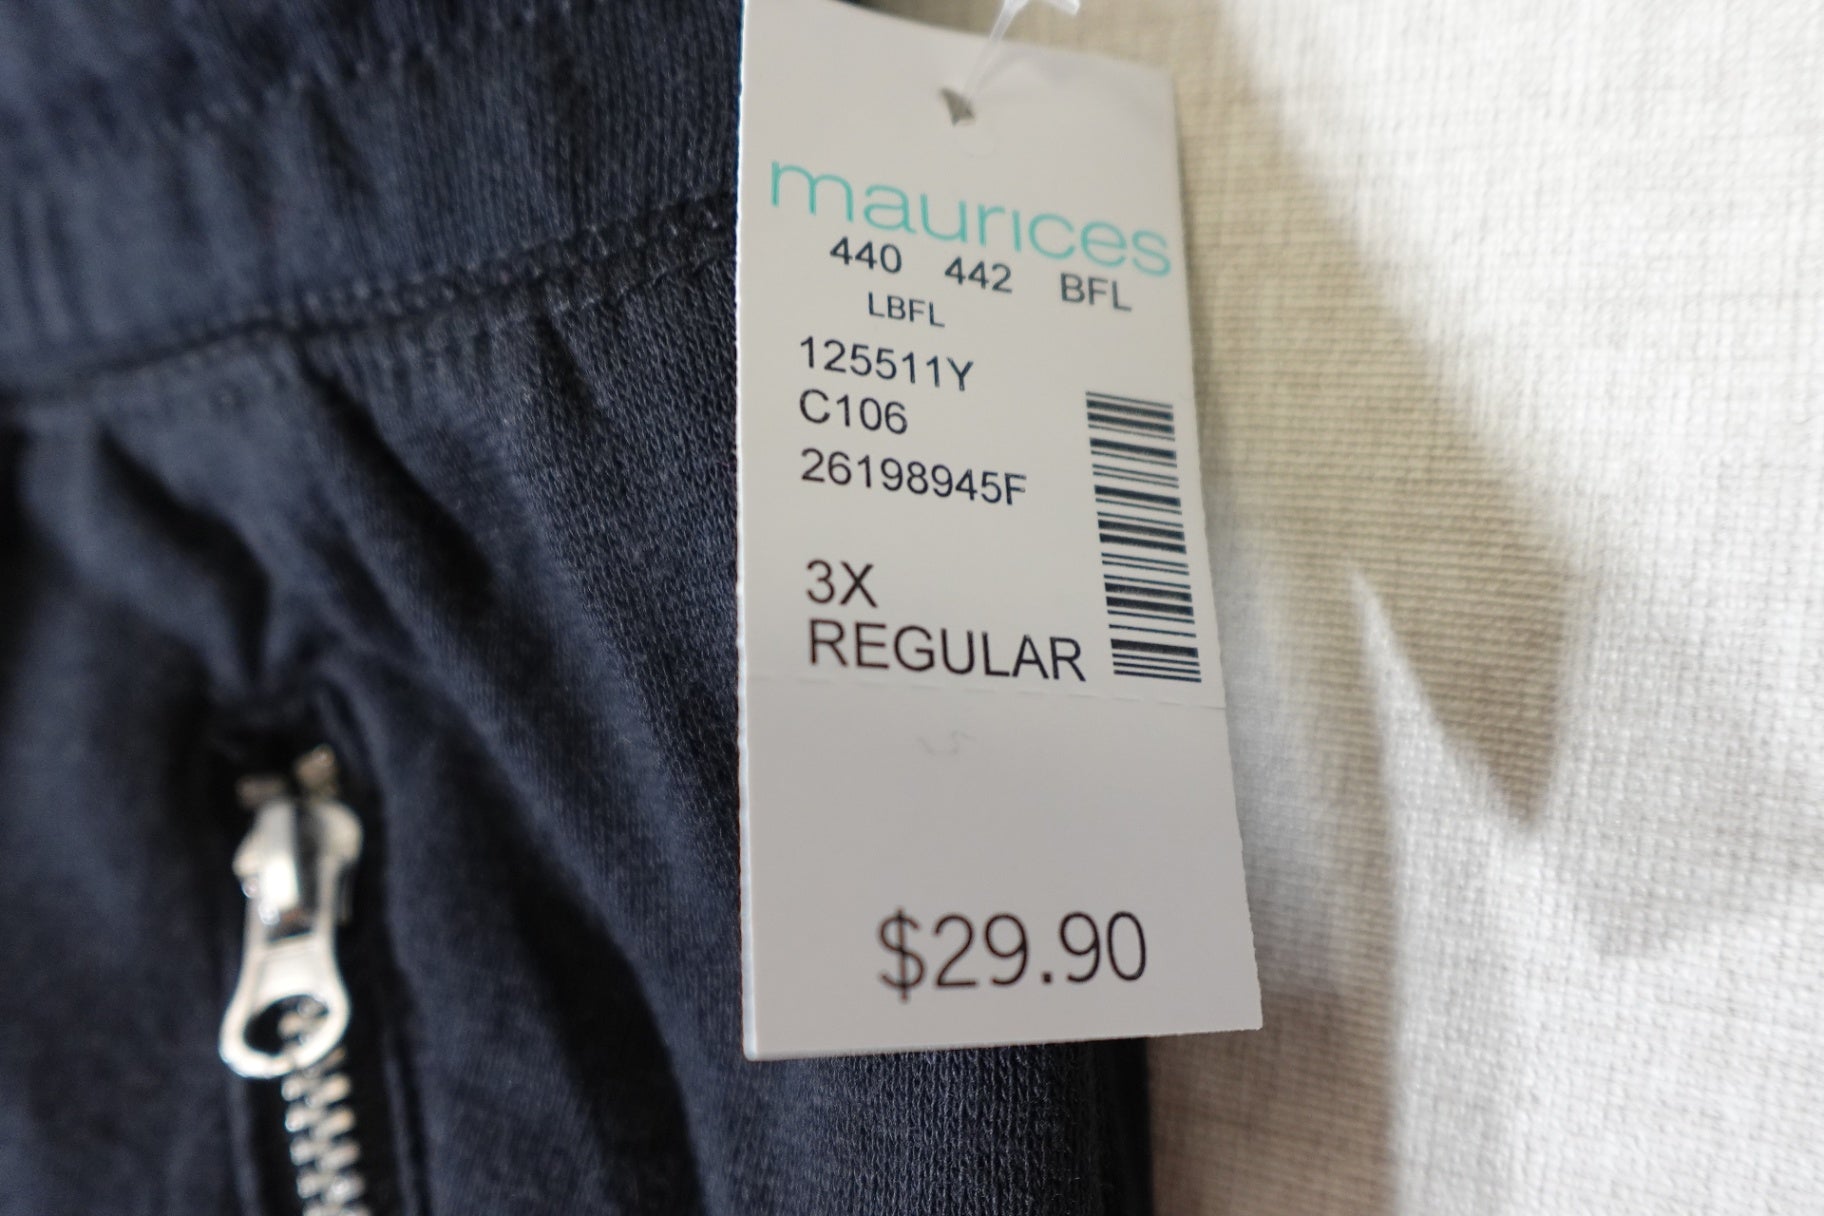 maurices
440 442 BFL
LBFL
125511Y
C106
26198945F
3X
REGULAR
$29.90